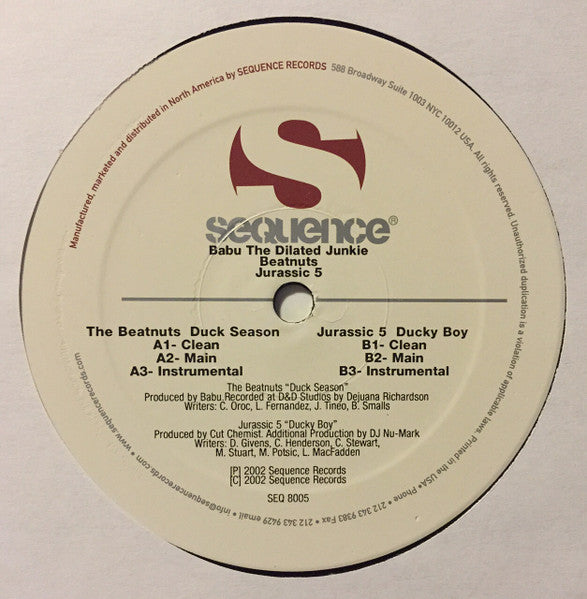 Manufactured, marketed and distributed in North America by SEQUENCE RECORDS 588 Broadway Suite 1003 NYC 10012 USA. All rights reserved. Unauthorized duplication is a violation of applicable laws. Printed in the USA • Phone • 212 343 9383 Fax • 212 343 9429 email • info@sequencerecords.com • www.sequencerecords.com
S
sequence®
Babu The Dilated Junkie
Beatnuts
Jurassic 5
The Beatnuts Duck Season
A1- Clean
A2- Main
A3- Instrumental
Jurassic 5 Ducky Boy
B1- Clean
B2- Main
B3- Instrumental
The Beatnuts "Duck Season"
Produced by Babu.Recorded at D&D Studios by Dejuana Richardson
Writers: C. Oroc, L. Fernandez, J. Tineo, B. Smalls
Jurassic 5 "Ducky Boy"
Produced by Cut Chemist. Additional Production by DJ Nu-Mark
Writers: D. Givens, C. Henderson, C. Stewart,
M. Stuart, M. Potsic, L. MacFadden
[P] 2002 Sequence Records
[C] 2002 Sequence Records
SEQ 8005